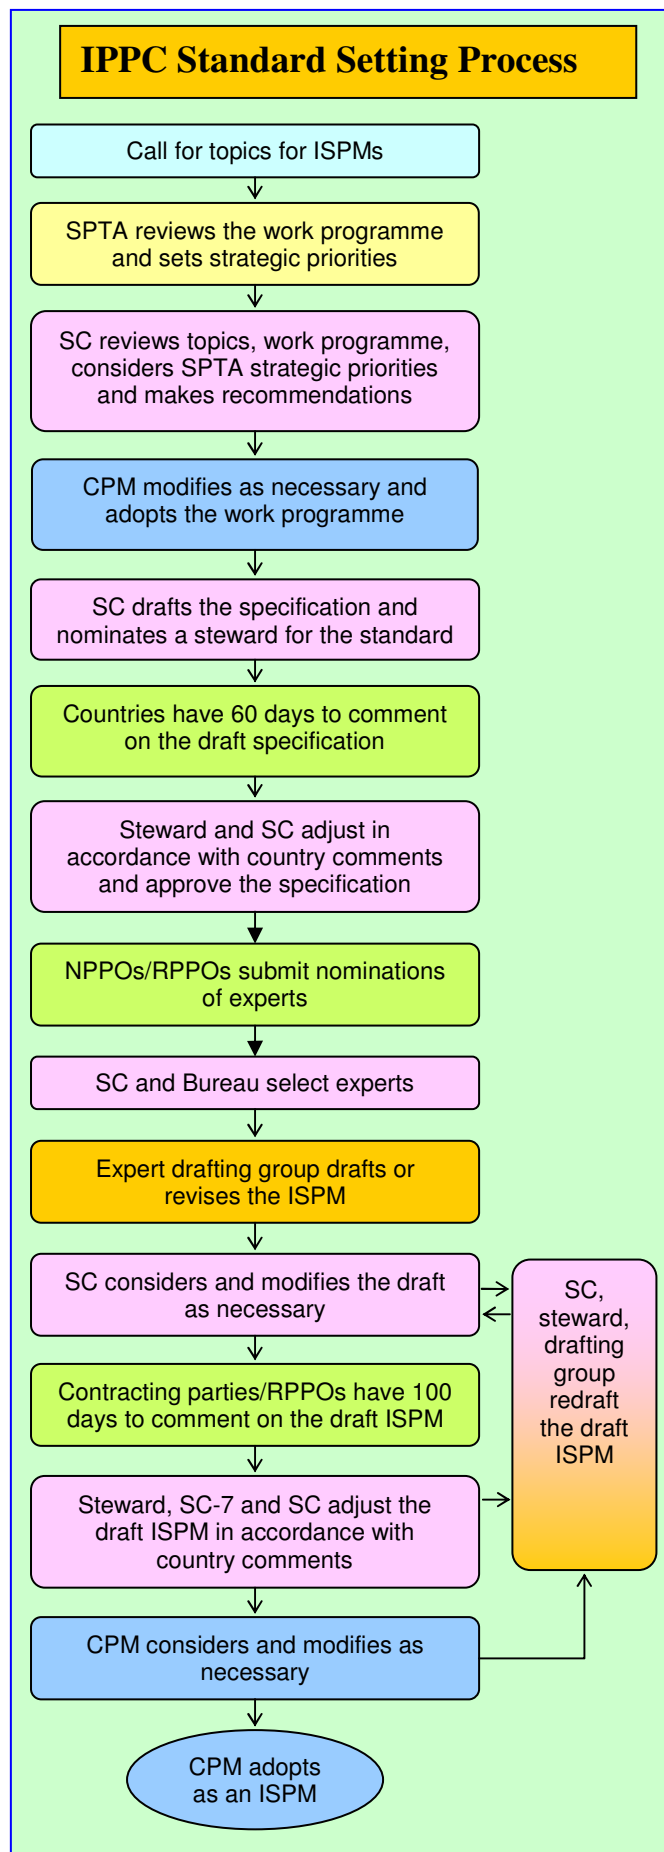 IPPC Standard Setting Process
Call for topics for ISPMs
SPTA reviews the work programme
and sets strategic priorities
SC reviews topics, work programme,
considers SPTA strategic priorities
and makes recommendations
CPM modifies as necessary and
adopts the work programme
SC drafts the specification and
nominates a steward for the standard
Countries have 60 days to comment
on the draft specification
Steward and SC adjust in
accordance with country comments
and approve the specification
NPPOs/RPPOs submit nominations
of experts
SC and Bureau select experts
Expert drafting group drafts or
revises the ISPM
SC considers and modifies the draft
as necessary
SC,
steward,
drafting
group
redraft
the draft
ISPM
Contracting parties/RPPOs have 100
days to comment on the draft ISPM
Steward, SC-7 and SC adjust the
draft ISPM in accordance with
country comments
CPM considers and modifies as
necessary
CPM adopts
as an ISPM